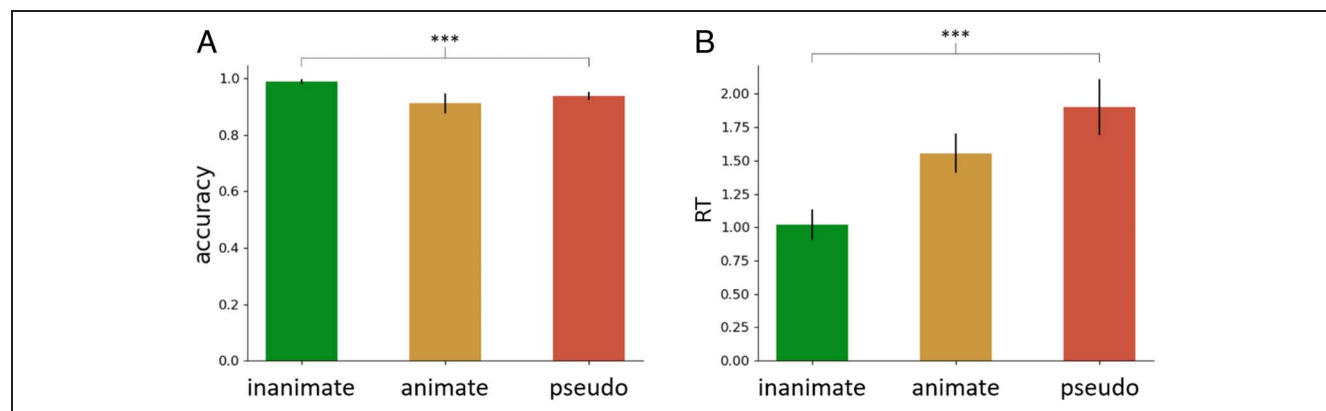 A
***
1.0
0.8
0.6
0.4
0.2
0.0
accuracy
inanimate animate pseudo
B
***
2.00
1.75
1.50
1.25
1.00
0.75
0.50
0.25
0.00
RT
inanimate animate pseudo